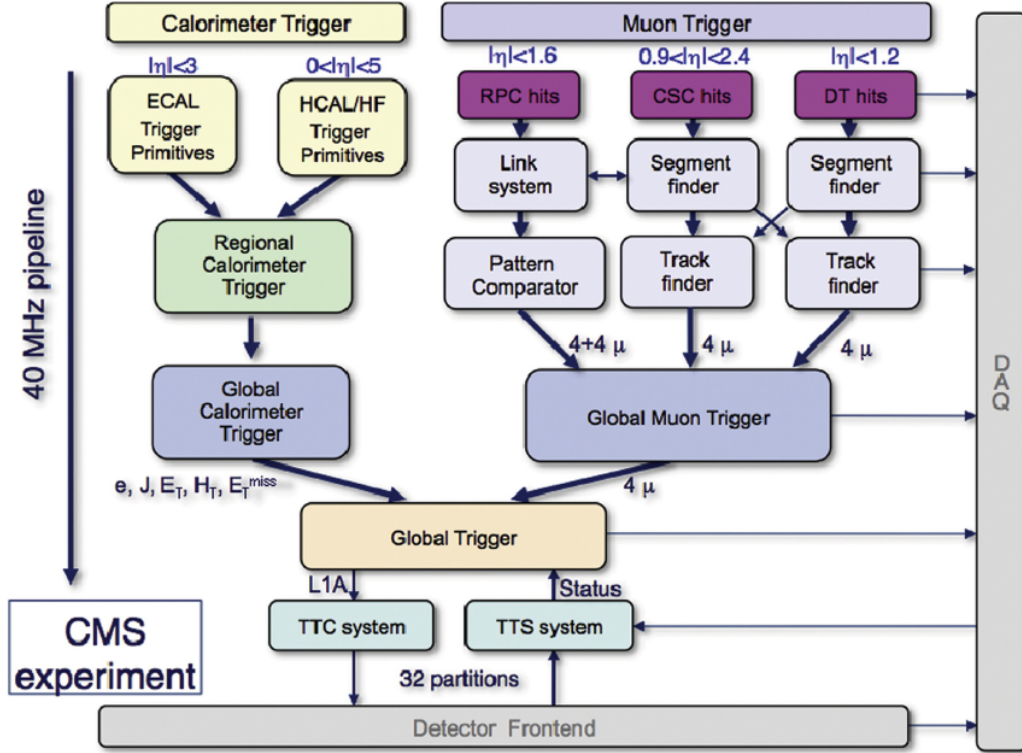 Calorimeter Trigger
Muon Trigger
|η|<3
0<|η|<5
|η|<1.6
0.9<|η|<2.4
|η|<1.2
ECAL
Trigger
Primitives
HCAL/HF
Trigger
Primitives
RPC hits
CSC hits
DT hits
Link
system
Segment
finder
Segment
finder
Regional
Calorimeter
Trigger
Pattern
Comparator
Track
finder
Track
finder
40 MHz pipeline
4+4 μ
4 μ
4 μ
DAQ
Global
Calorimeter
Trigger
Global Muon Trigger
e, J, E_T, H_T, E_T^miss
4 μ
Global Trigger
L1A
Status
TTC system
TTS system
CMS
experiment
32 partitions
Detector Frontend